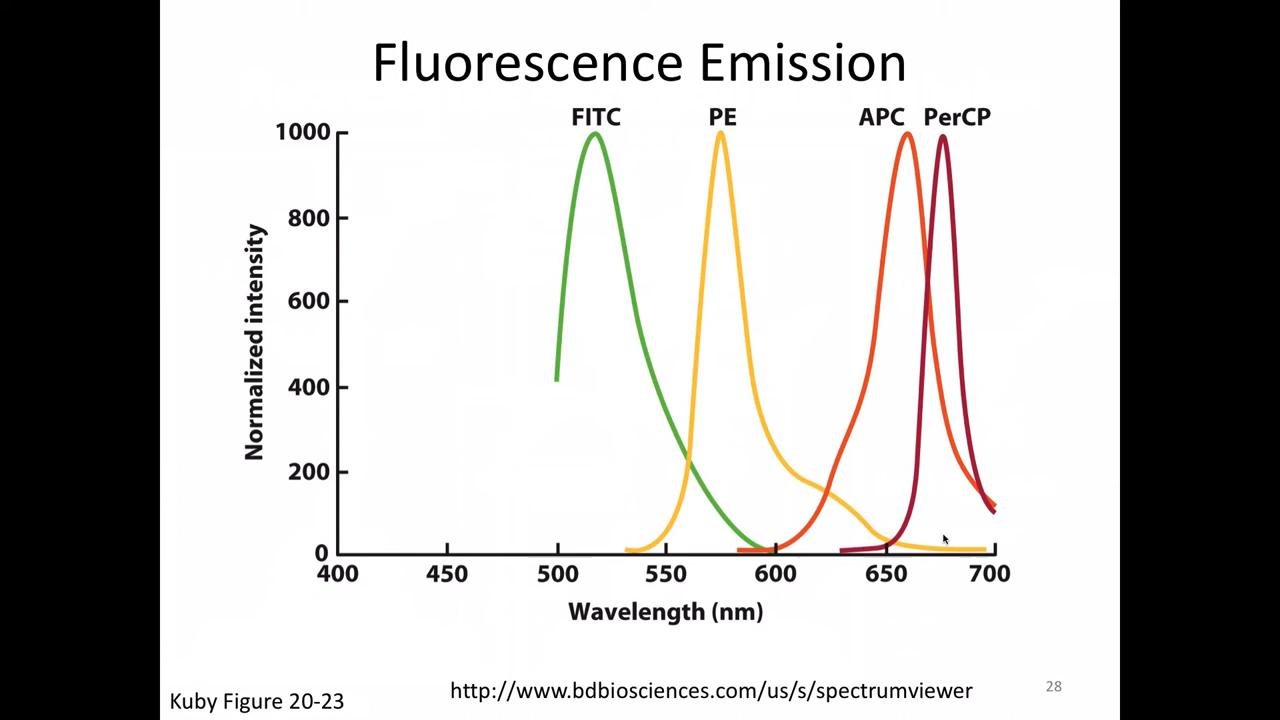 Fluorescence Emission
FITC PE APC PerCP
1000
800
600
400
200
0
Normalized intensity
400 450 500 550 600 650 700
Wavelength (nm)
http://www.bdbiosciences.com/us/s/spectrumviewer
28
Kuby Figure 20-23